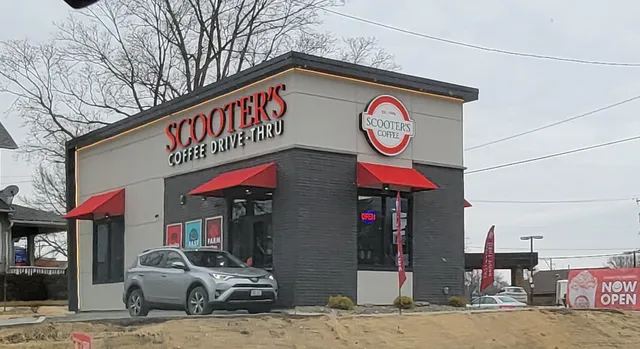 SCOOTER'S
COFFEE DRIVE-THRU
SCOOTER'S
COFFEE
OPEN
NOW
OPEN